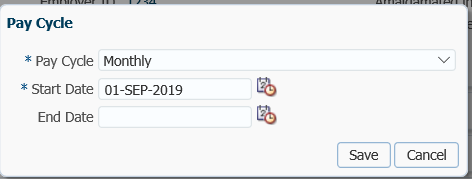 Pay Cycle
* Pay Cycle Monthly
* Start Date 01-SEP-2019
End Date
Save Cancel